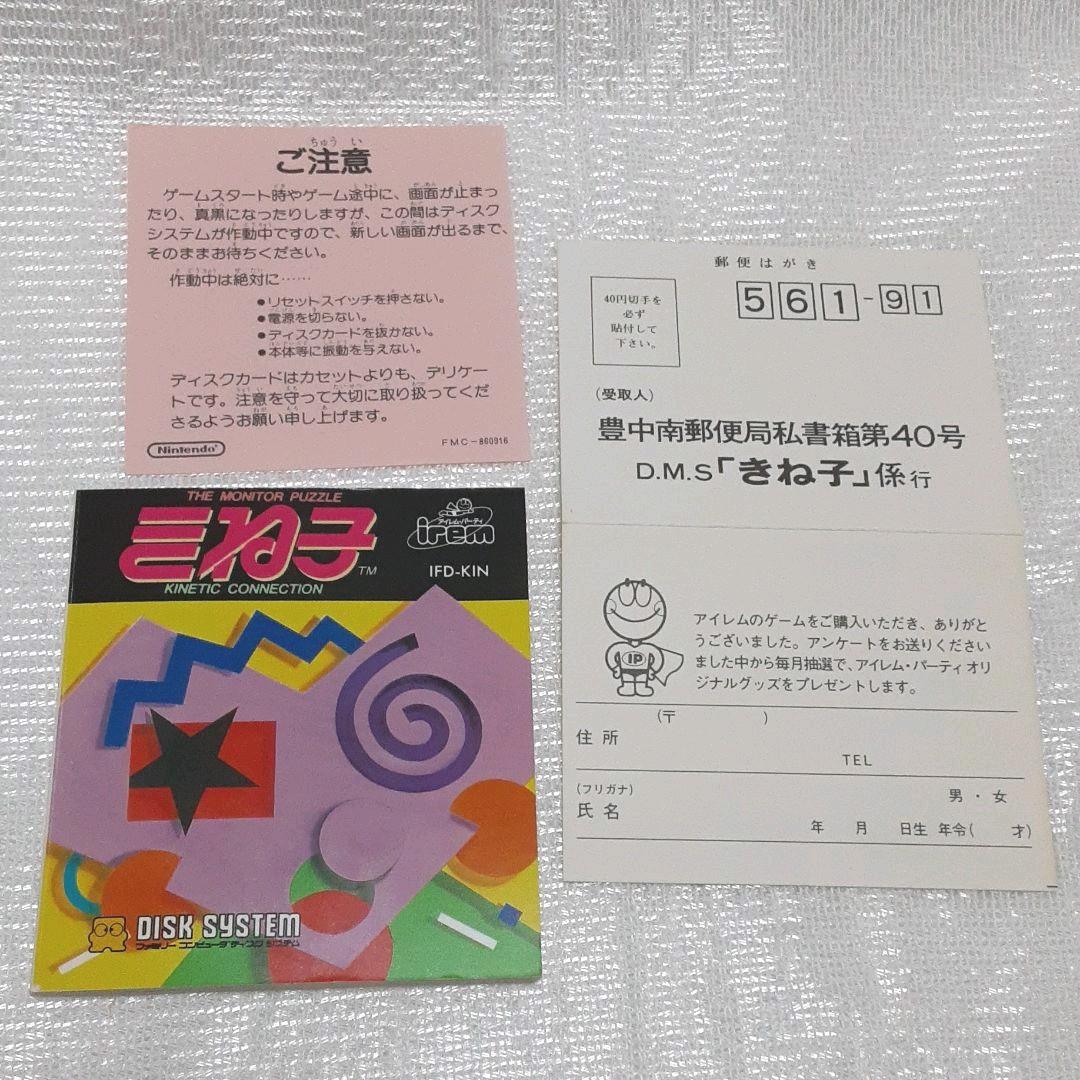 ちゅうい
ご注意
ゲームスタート時やゲーム途中に、画面が止まっ
たり、真黒になったりしますが、この間はディスク
システムが作動中ですので、新しい画面が出るまで、
そのままお待ちください。
作動中は絶対に……
●リセットスイッチを押さない。
●電源を切らない。
●ディスクカードを抜かない。
●本体等に振動を与えない。
ディスクカードはカセットよりも、デリケー
トです。注意を守って大切に取り扱ってくだ
さるようお願い申し上げます。
Nintendo
FMC-860916
THE MONITOR PUZZLE
きね子
TM
KINETIC CONNECTION
アイレム・パーティ
irem
IFD-KIN
DISK SYSTEM
ファミリー コンピュータ ディスク システム
郵便はがき
40円切手を
必ず
貼付して
下さい。
561-91
(受取人)
豊中南郵便局私書箱第40号
D.M.S「きね子」係行
IP
アイレムのゲームをご購入いただき、ありがと
うございました。アンケートをお送りください
ました中から毎月抽選で、アイレム・パーティオリ
ジナルグッズをプレゼントします。
(〒　　　)
住所
TEL
(フリガナ)
男・女
氏名
年　月　日生 年令(　才)